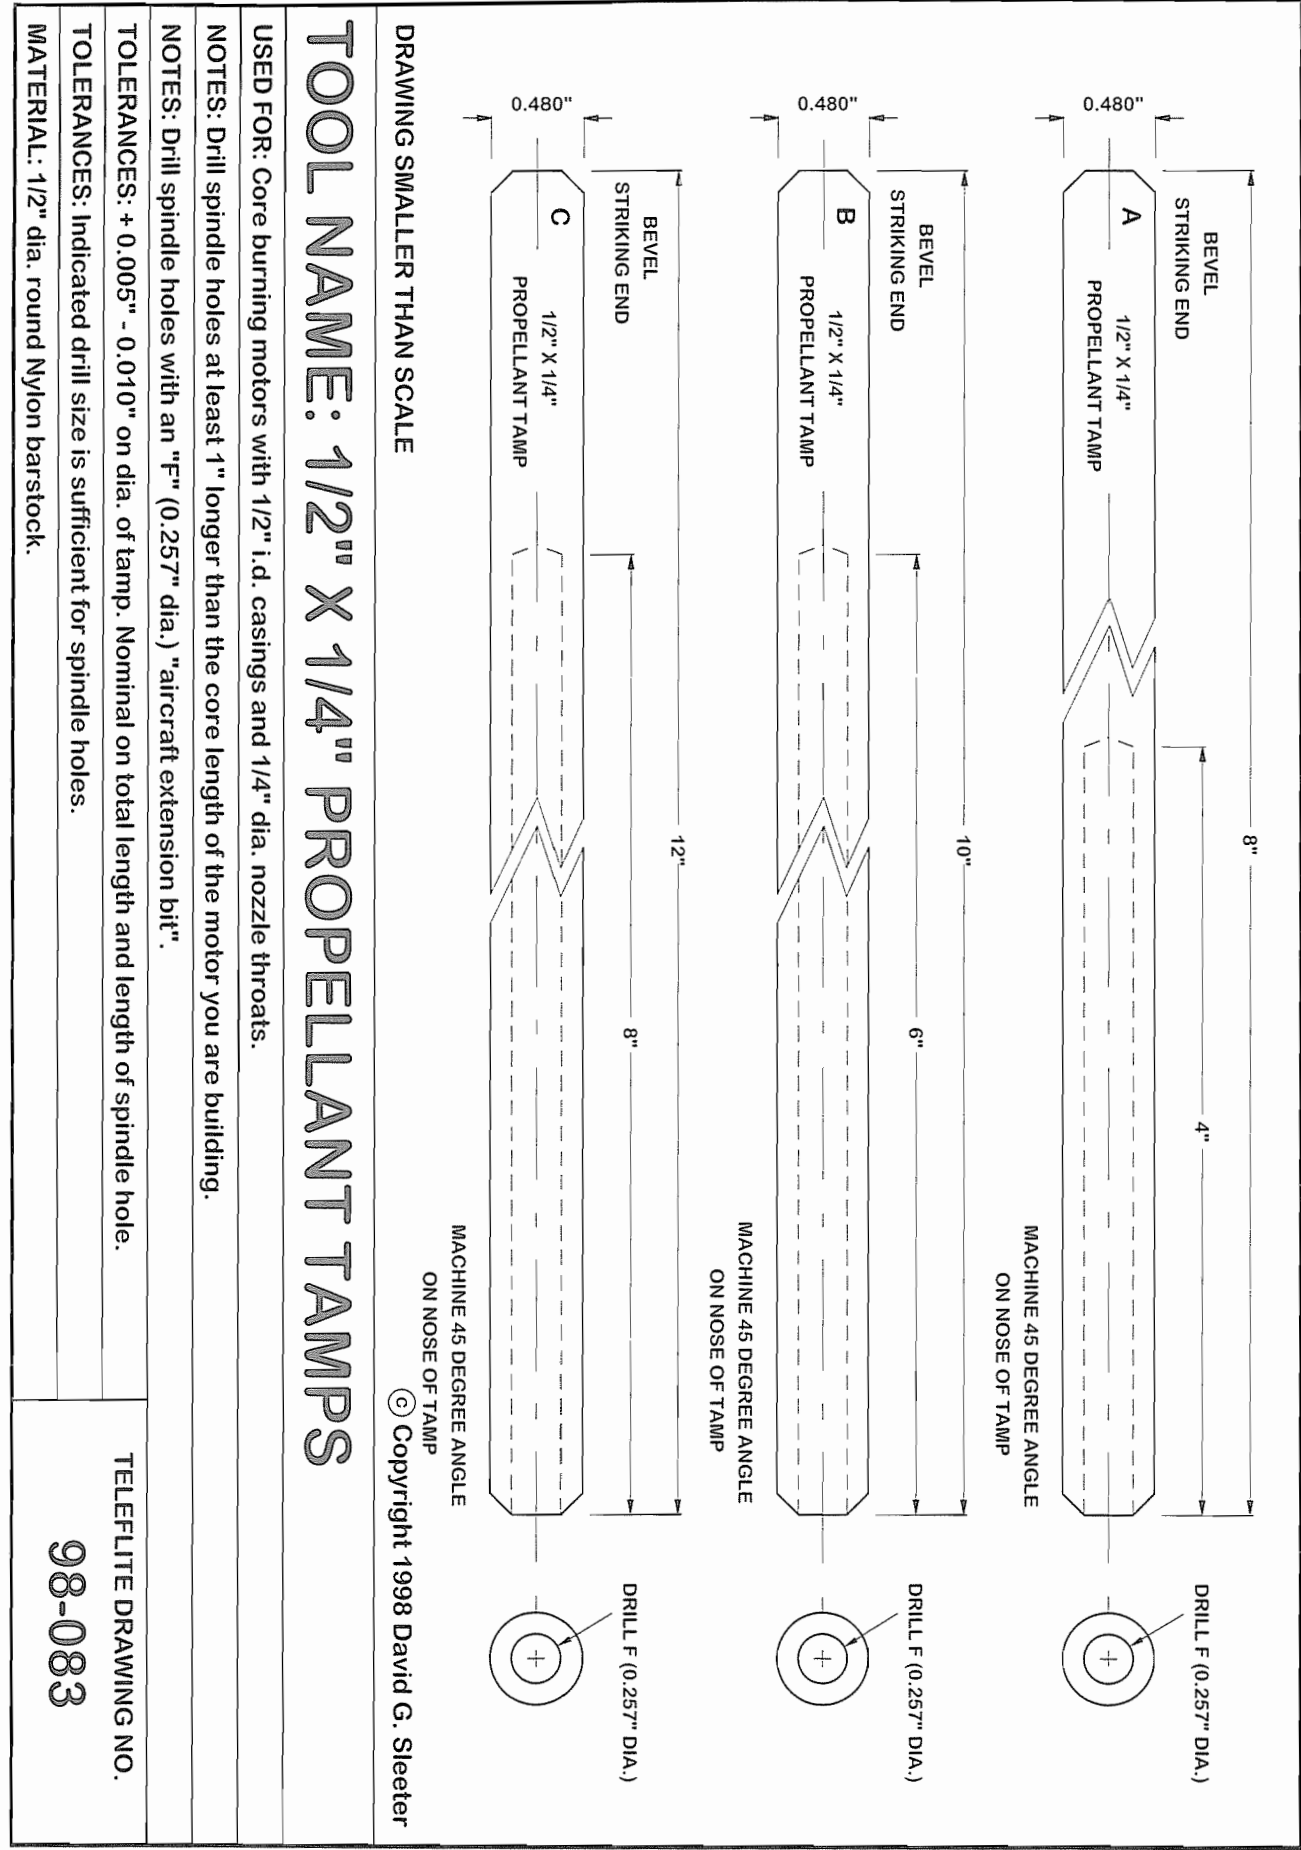 8"
4"
BEVEL
STRIKING END
0.480"
A
1/2" X 1/4"
PROPELLANT TAMP
MACHINE 45 DEGREE ANGLE
ON NOSE OF TAMP
DRILL F (0.257" DIA.)
10"
6"
BEVEL
STRIKING END
0.480"
B
1/2" X 1/4"
PROPELLANT TAMP
MACHINE 45 DEGREE ANGLE
ON NOSE OF TAMP
DRILL F (0.257" DIA.)
12"
8"
BEVEL
STRIKING END
0.480"
C
1/2" X 1/4"
PROPELLANT TAMP
MACHINE 45 DEGREE ANGLE
ON NOSE OF TAMP
DRILL F (0.257" DIA.)
DRAWING SMALLER THAN SCALE
© Copyright 1998 David G. Sleeter
TOOL NAME: 1/2" X 1/4" PROPELLANT TAMPS
USED FOR: Core burning motors with 1/2" i.d. casings and 1/4" dia. nozzle throats.
NOTES: Drill spindle holes at least 1" longer than the core length of the motor you are building.
NOTES: Drill spindle holes with an "F" (0.257" dia.) "aircraft extension bit".
TOLERANCES: + 0.005" - 0.010" on dia. of tamp. Nominal on total length and length of spindle hole.
TOLERANCES: Indicated drill size is sufficient for spindle holes.
MATERIAL: 1/2" dia. round Nylon barstock.
TELEFLITE DRAWING NO.
98-083